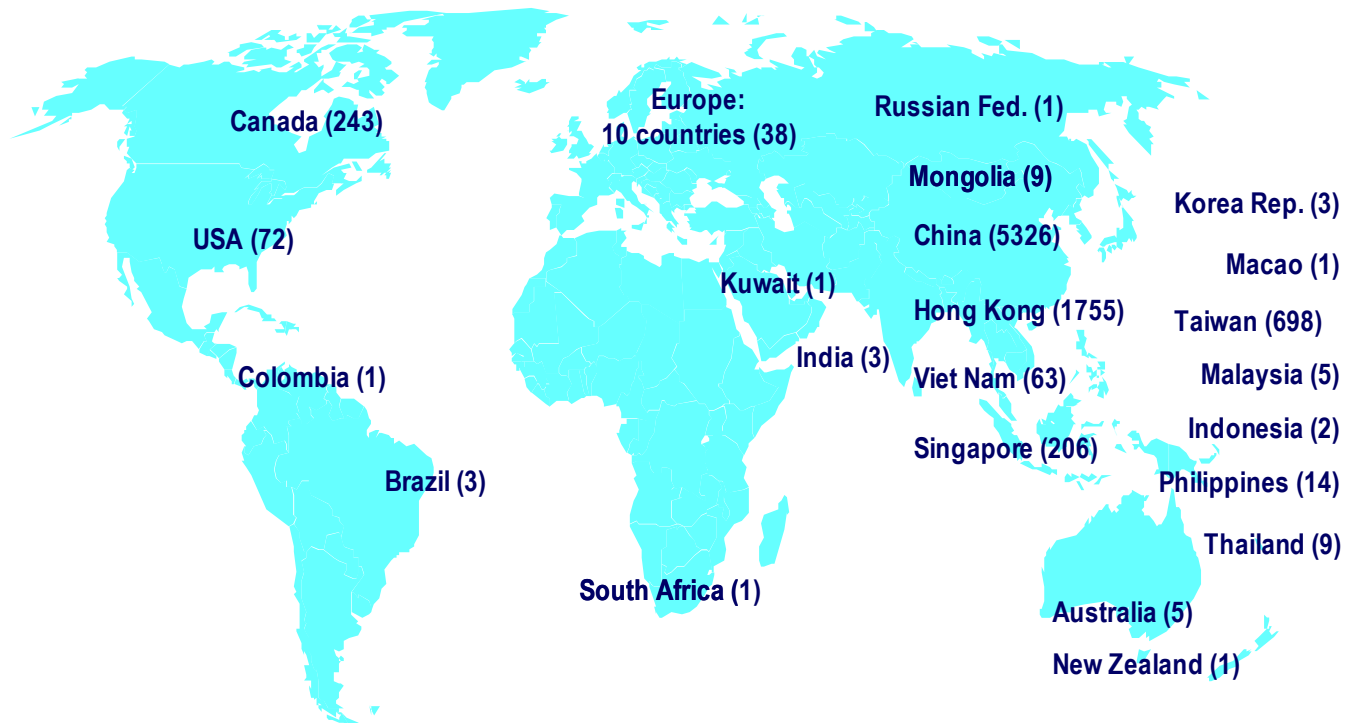 Canada (243)
Europe:
10 countries (38)
Russian Fed. (1)
Mongolia (9)
Korea Rep. (3)
USA (72)
China (5326)
Macao (1)
Kuwait (1)
Hong Kong (1755)
Taiwan (698)
India (3)
Colombia (1)
Viet Nam (63)
Malaysia (5)
Indonesia (2)
Singapore (206)
Brazil (3)
Philippines (14)
Thailand (9)
South Africa (1)
Australia (5)
New Zealand (1)